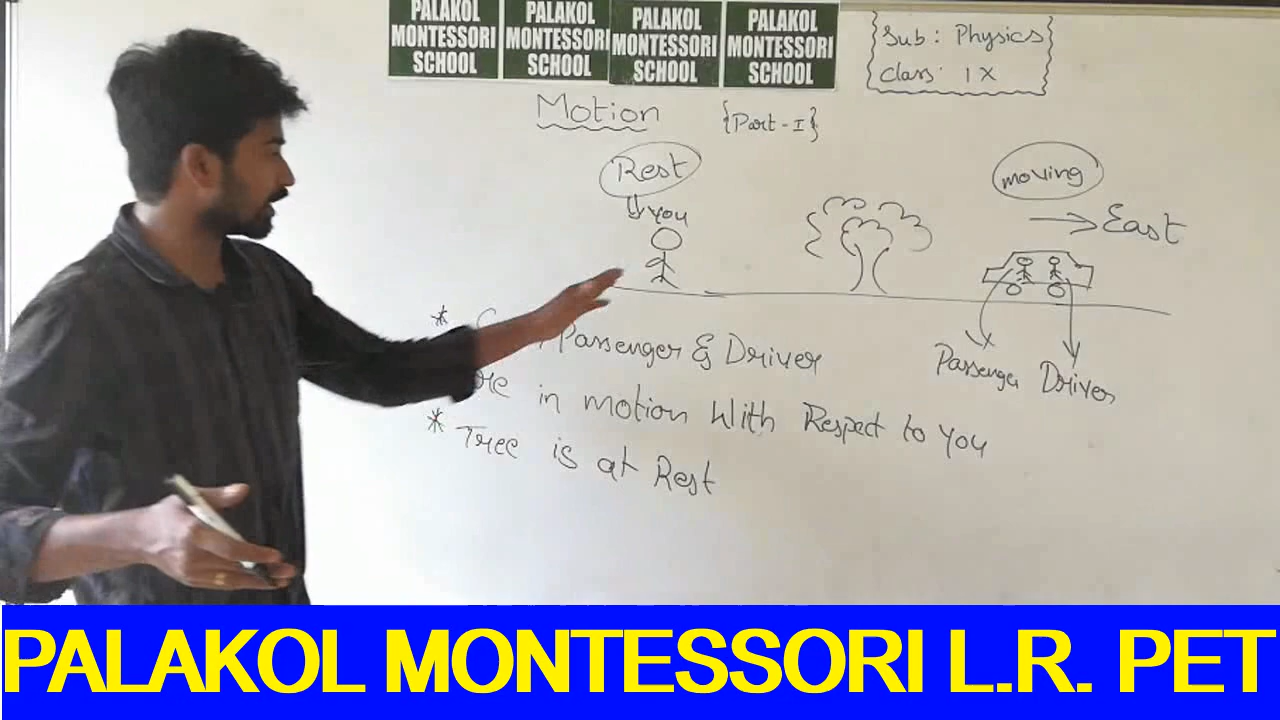 PALAKOL
MONTESSORI
SCHOOL
PALAKOL
MONTESSORI
SCHOOL
PALAKOL
MONTESSORI
SCHOOL
PALAKOL
MONTESSORI
SCHOOL
Sub: Physics
Class: IX
Motion {Part-I}
Rest
you
moving
East
Passenger Driver
* Passenger & Driver
are in motion With Respect to you
* Tree is at Rest
PALAKOL MONTESSORI L.R. PET